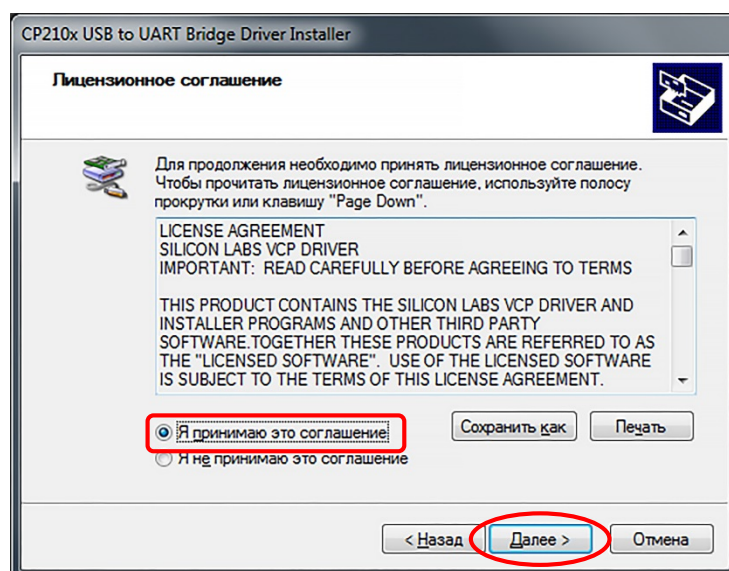 CP210x USB to UART Bridge Driver Installer
Лицензионное соглашение
Для продолжения необходимо принять лицензионное соглашение.
Чтобы прочитать лицензионное соглашение, используйте полосу
прокрутки или клавишу "Page Down".
LICENSE AGREEMENT
SILICON LABS VCP DRIVER
IMPORTANT:  READ CAREFULLY BEFORE AGREEING TO TERMS
THIS PRODUCT CONTAINS THE SILICON LABS VCP DRIVER AND
INSTALLER PROGRAMS AND OTHER THIRD PARTY
SOFTWARE.TOGETHER THESE PRODUCTS ARE REFERRED TO AS
THE "LICENSED SOFTWARE".  USE OF THE LICENSED SOFTWARE
IS SUBJECT TO THE TERMS OF THIS LICENSE AGREEMENT.
Я принимаю это соглашение
Сохранить как
Печать
Я не принимаю это соглашение
< Назад
Далее >
Отмена